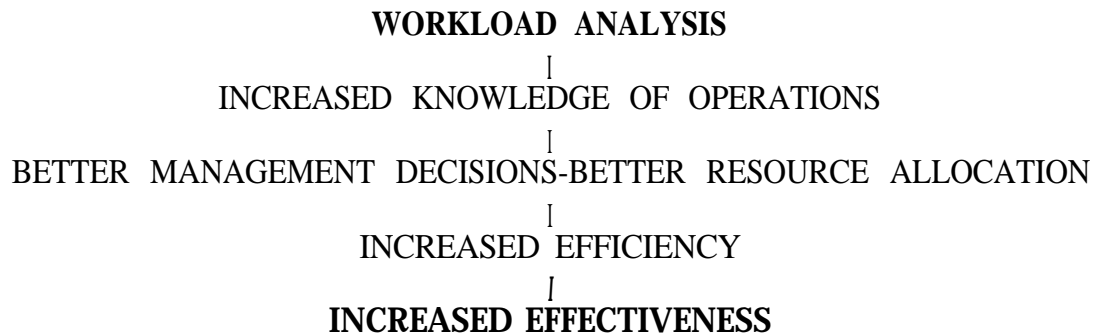 WORKLOAD ANALYSIS
I
INCREASED KNOWLEDGE OF OPERATIONS
I
BETTER MANAGEMENT DECISIONS-BETTER RESOURCE ALLOCATION
I
INCREASED EFFICIENCY
I
INCREASED EFFECTIVENESS